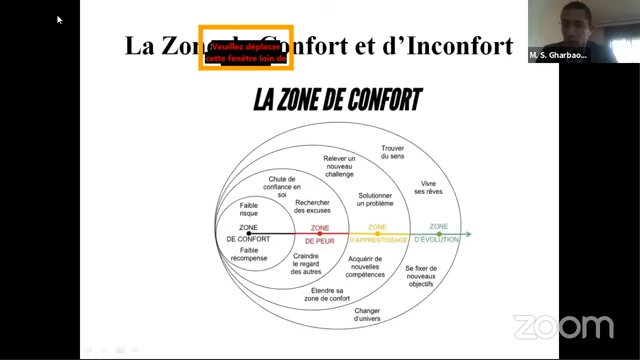 La Zone de Confort et d’Inconfort
Veuillez déplacer
cette fenêtre loin de
M. S. Gharbao...
LA ZONE DE CONFORT
Trouver
du sens
Relever un
nouveau
challenge
Chute de
confiance en
soi
Vivre
ses rêves
Solutionner
un problème
Faible
risque
Rechercher
des excuses
ZONE
DE CONFORT
ZONE
DE PEUR
ZONE
D'APPRENTISSAGE
ZONE
D'ÉVOLUTION
Faible
récompense
Craindre
le regard
des autres
Acquérir de
nouvelles
compétences
Se fixer de
nouveaux
objectifs
Étendre sa
zone de confort
Changer
d'univers
zoom